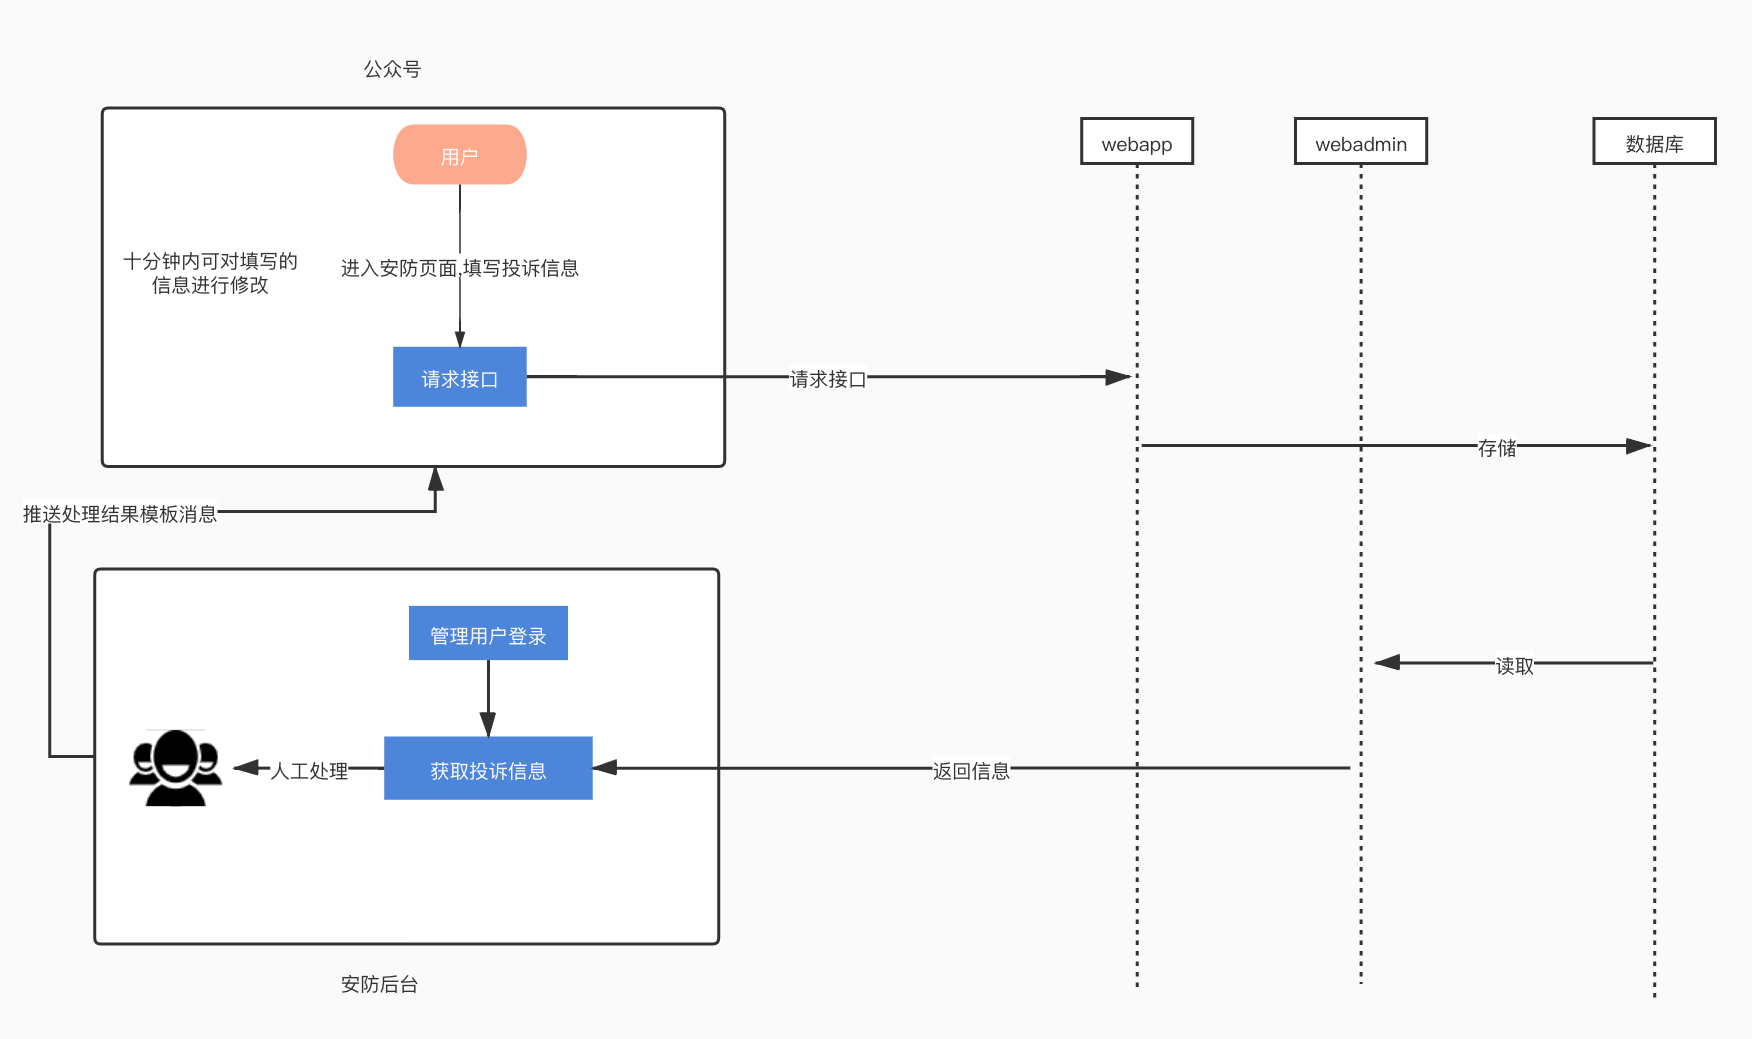 公众号
用户
webapp
webadmin
数据库
十分钟内可对填写的
信息进行修改
进入安防页面,填写投诉信息
请求接口
请求接口
存储
推送处理结果模板消息
管理用户登录
读取
人工处理
获取投诉信息
返回信息
安防后台